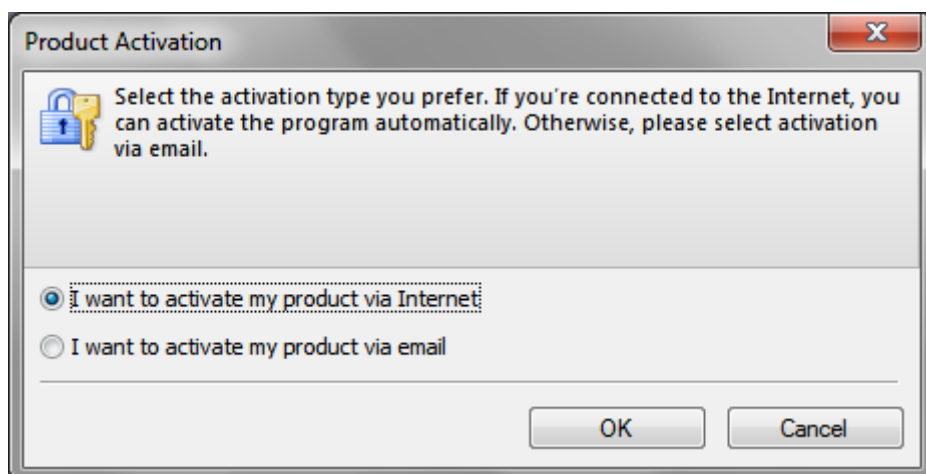 Product Activation
Select the activation type you prefer. If you're connected to the Internet, you
can activate the program automatically. Otherwise, please select activation
via email.
I want to activate my product via Internet
I want to activate my product via email
OK
Cancel